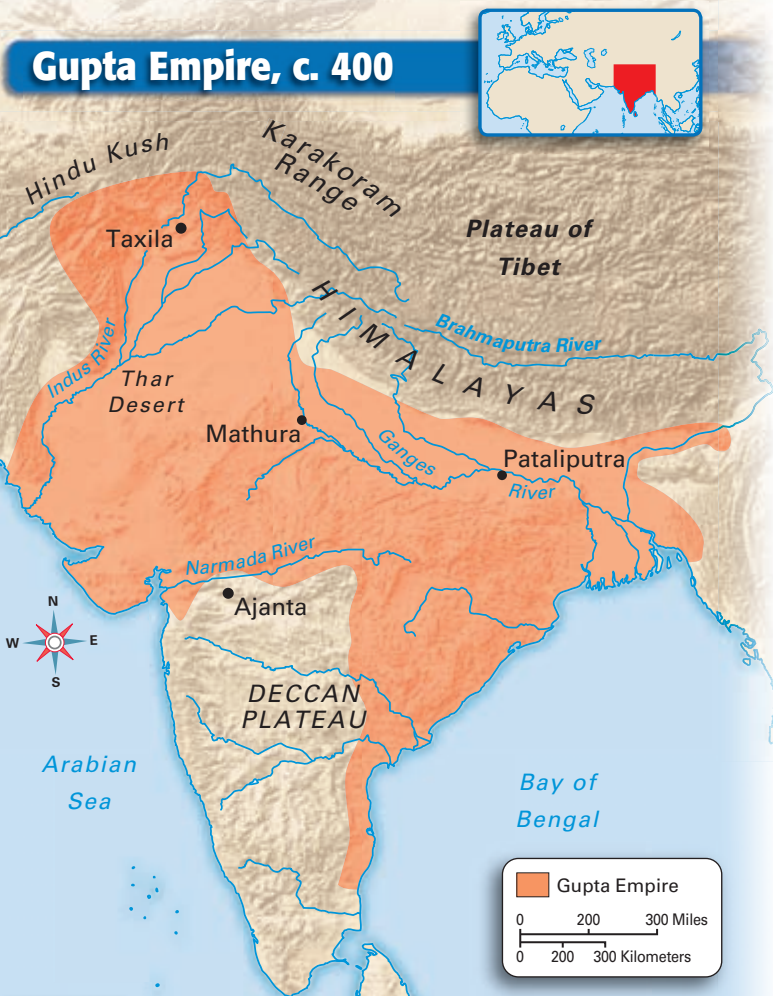 Gupta Empire, c. 400
Hindu Kush
Karakoram
Range
Plateau of
Tibet
Taxila
HIMALAYAS
Brahmaputra River
Indus River
Thar
Desert
Mathura
Ganges
River
Pataliputra
Narmada River
Ajanta
N
W
E
S
DECCAN
PLATEAU
Arabian
Sea
Bay of
Bengal
Gupta Empire
0 200 300 Miles
0 200 300 Kilometers